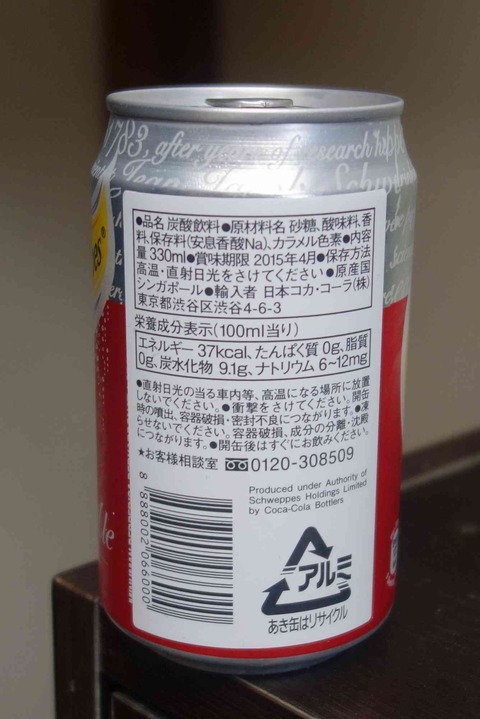 1783, after years of research
●品名 炭酸飲料●原材料名 砂糖、酸味料、香
料、保存料(安息香酸Na)、カラメル色素●内容
量 330ml●賞味期限 2015年4月●保存方法
高温・直射日光をさけてください●原産国
シンガポール●輸入者 日本コカ・コーラ(株)
東京都渋谷区渋谷4-6-3
栄養成分表示(100ml当り)
エネルギー 37kcal、たんぱく質 0g、脂質
0g、炭水化物 9.1g、ナトリウム 6~12mg
●直射日光の当る車内等、高温になる場所に放置
しないでください。●衝撃をさけてください。開缶
時の噴出、容器破損・密封不良につながります。●凍
らせないでください。容器破損、成分の分離・沈殿
につながります。●開缶後はすぐにお飲みください。
★お客様相談室 0120-308509
Produced under Authority of
Schweppes Holdings Limited
by Coca-Cola Bottlers
8 888002 066000
アルミ
あき缶はリサイクル